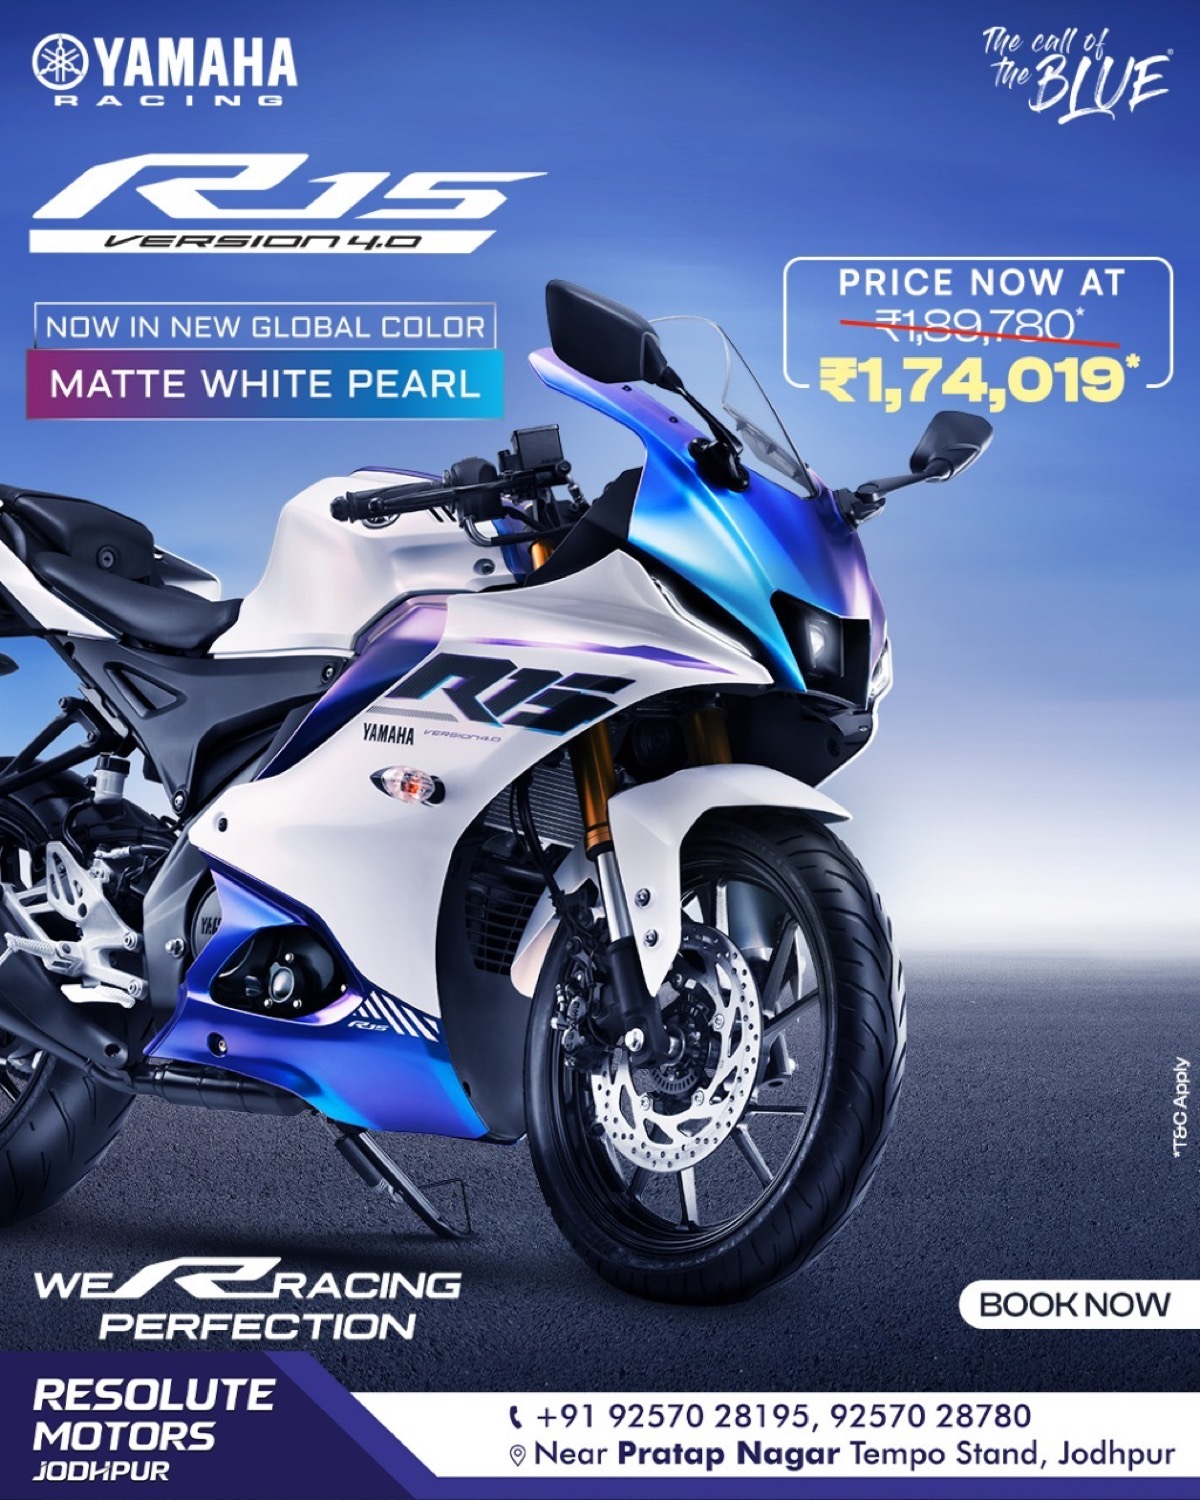 YAMAHA
RACING
The call of
the BLUE
R15
VERSION 4.0
NOW IN NEW GLOBAL COLOR
MATTE WHITE PEARL
PRICE NOW AT
₹1,89,780*
₹1,74,019*
R15
YAMAHA
VERSION 4.0
YAM
R15
*T&C Apply
WE R RACING
PERFECTION
BOOK NOW
RESOLUTE
MOTORS
JODHPUR
+91 92570 28195, 92570 28780
Near Pratap Nagar Tempo Stand, Jodhpur